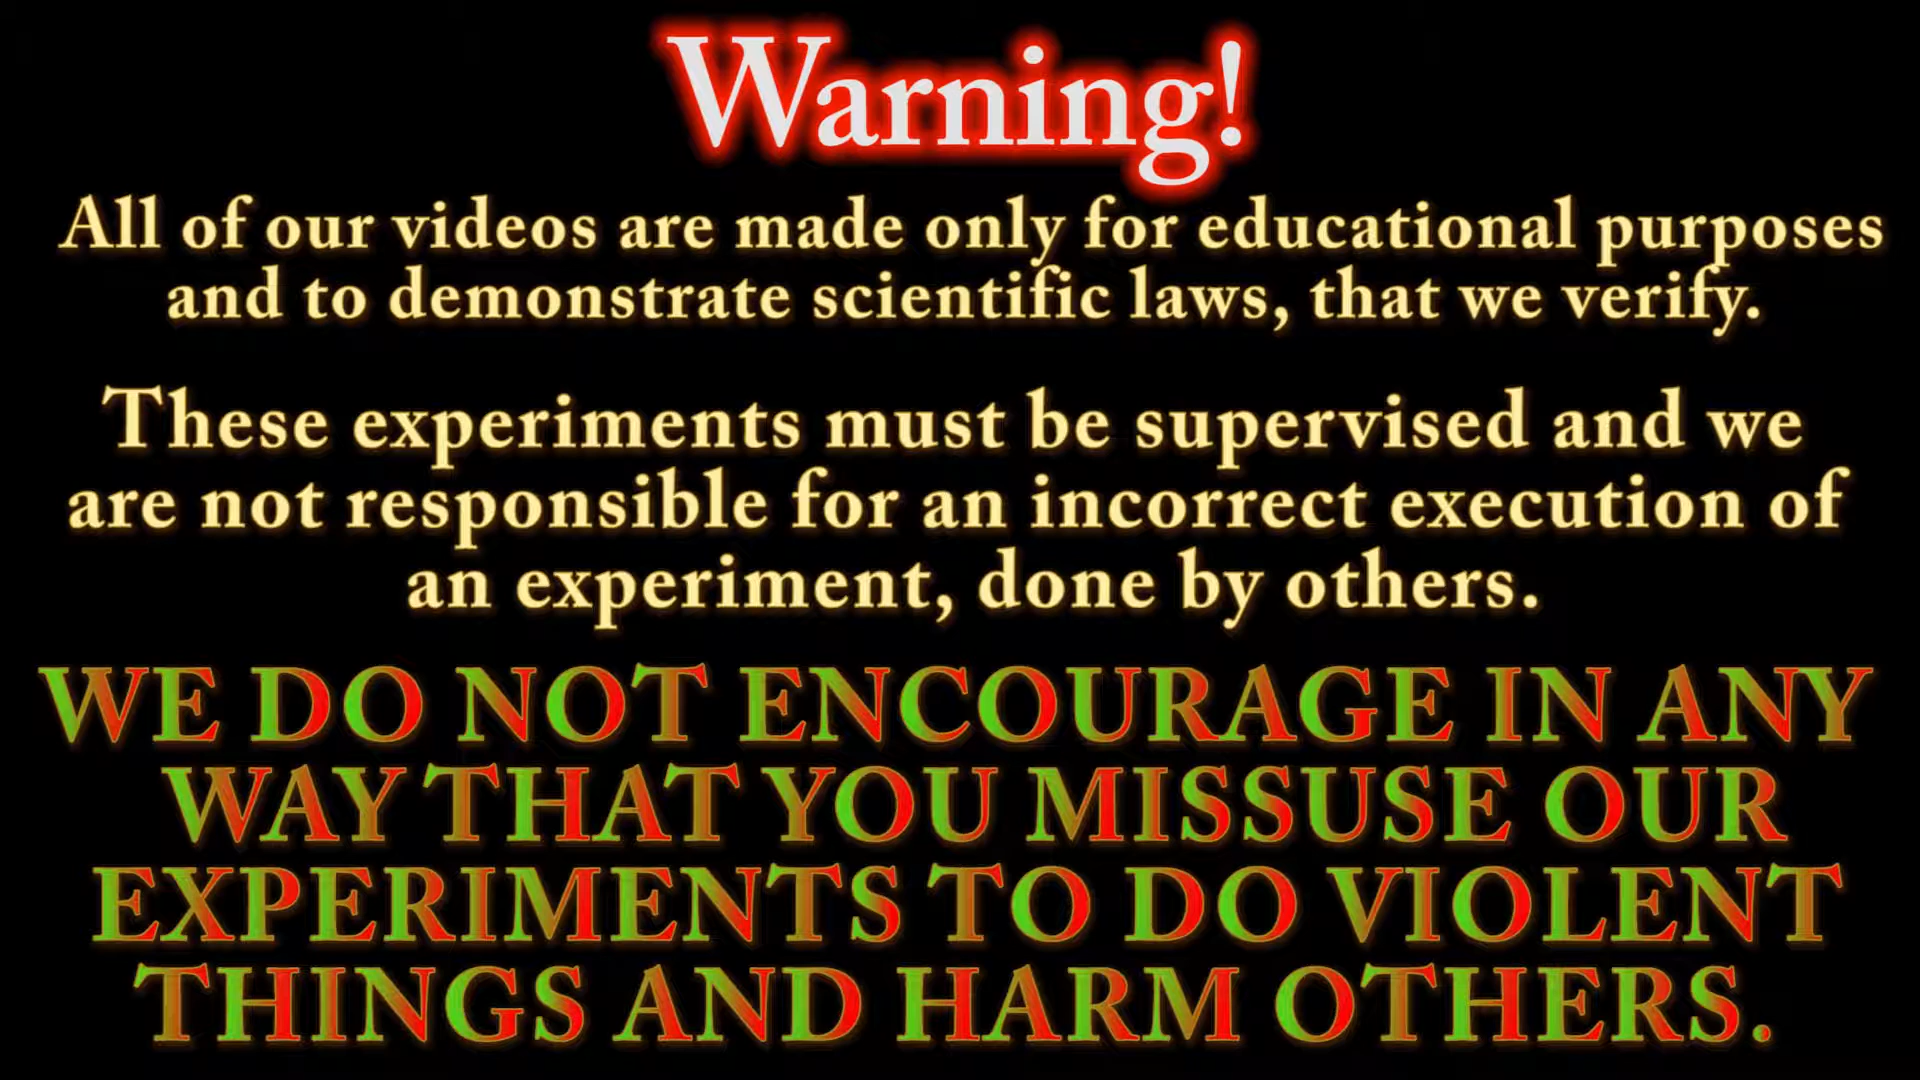 Warning!
All of our videos are made only for educational purposes
and to demonstrate scientific laws, that we verify.
These experiments must be supervised and we
are not responsible for an incorrect execution of
an experiment, done by others.
WE DO NOT ENCOURAGE IN ANY
WAY THAT YOU MISSUSE OUR
EXPERIMENTS TO DO VIOLENT
THINGS AND HARM OTHERS.